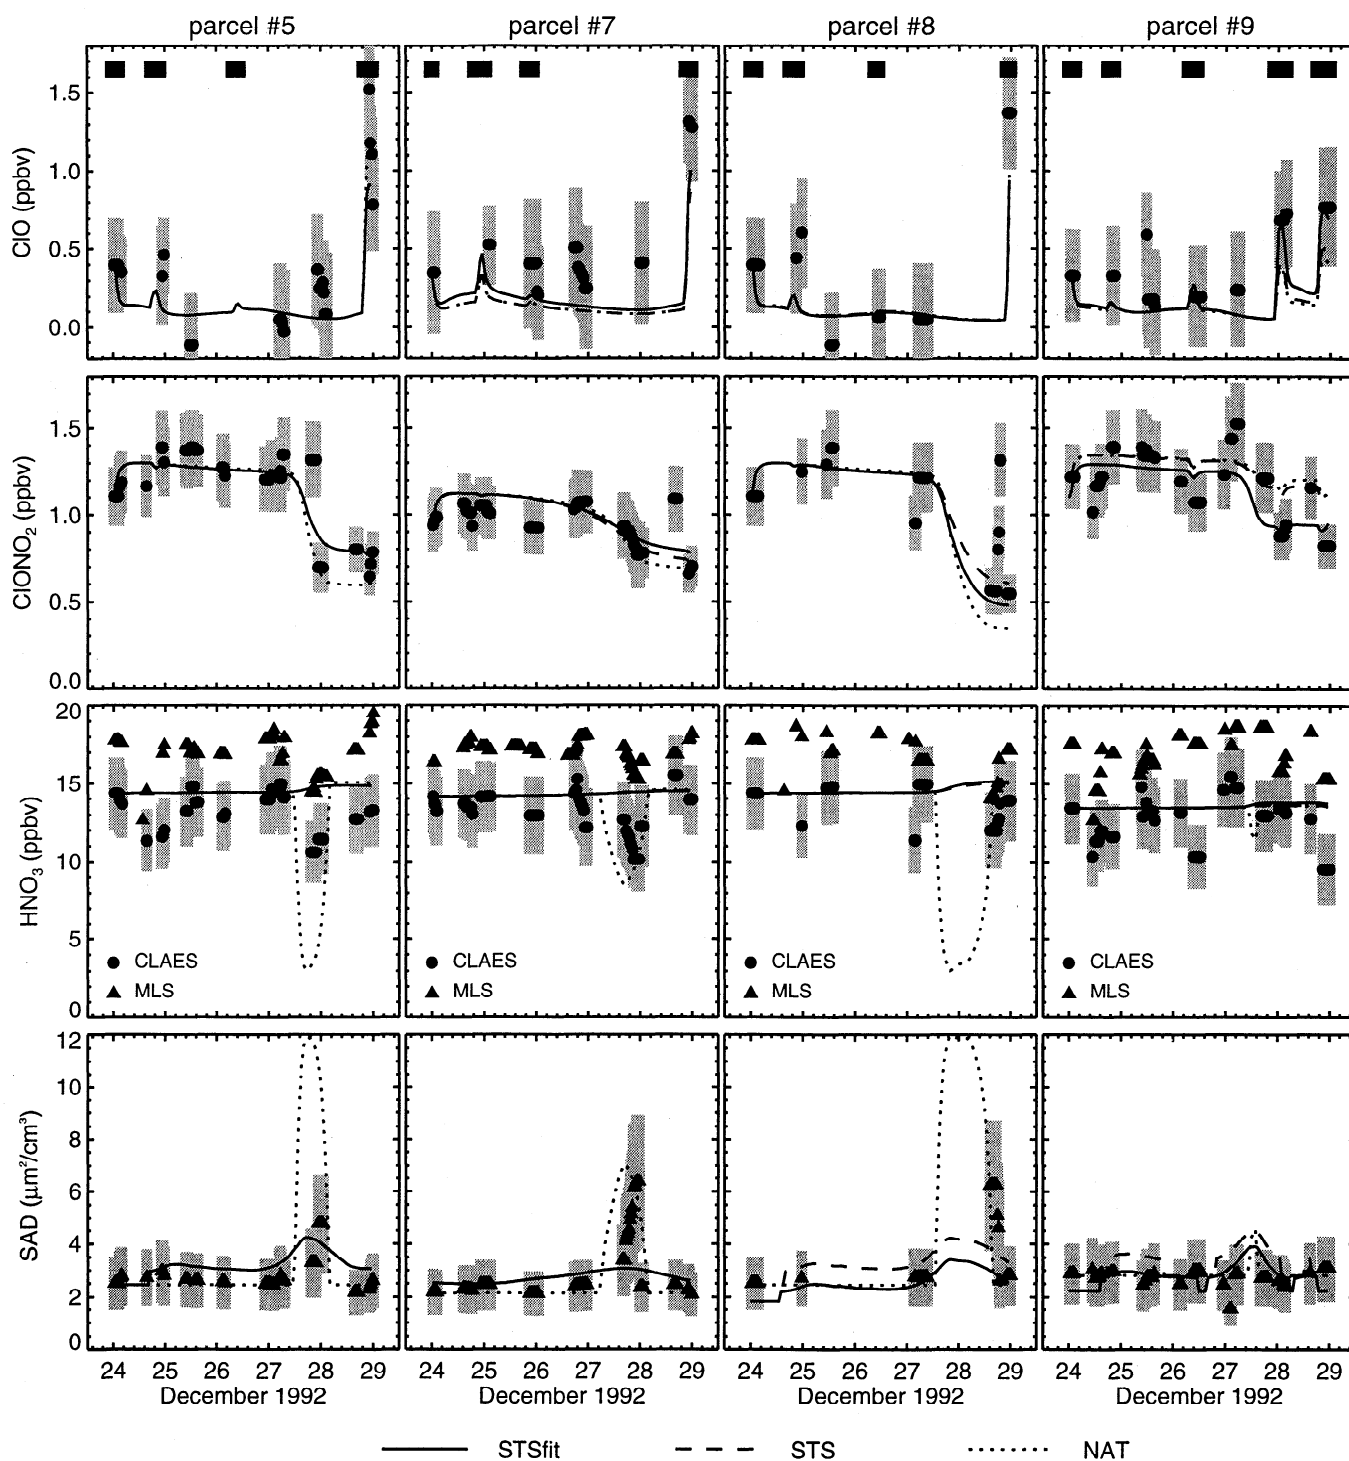 parcel #5 parcel #7 parcel #8 parcel #9
ClO (ppbv)
1.5
1.0
0.5
0.0
ClONO₂ (ppbv)
1.5
1.0
0.5
0.0
HNO₃ (ppbv)
20
15
10
5
0
CLAES CLAES CLAES CLAES
MLS MLS MLS MLS
SAD (μm²/cm³)
12
10
8
6
4
2
0
24 25 26 27 28 29 24 25 26 27 28 29 24 25 26 27 28 29 24 25 26 27 28 29
December 1992 December 1992 December 1992 December 1992
STSfit STS NAT